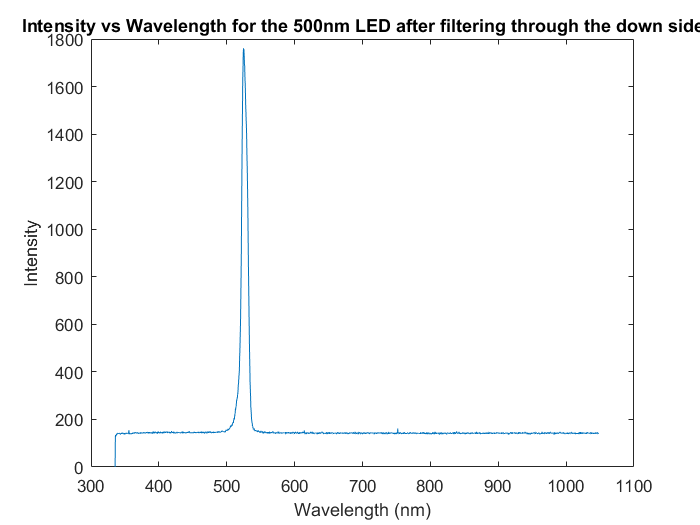 Intensity vs Wavelength for the 500nm LED after filtering through the down side
1800
1600
1400
1200
1000
800
600
400
200
0
Intensity
300 400 500 600 700 800 900 1000 1100
Wavelength (nm)